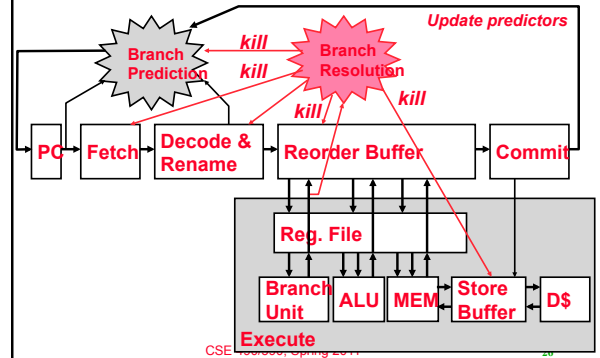 Update predictors
Branch
Prediction
kill
kill
Branch
Resolution
kill
kill
PC
Fetch
Decode &
Rename
Reorder Buffer
Commit
Reg. File
Branch
Unit
ALU
MEM
Store
Buffer
D$
Execute